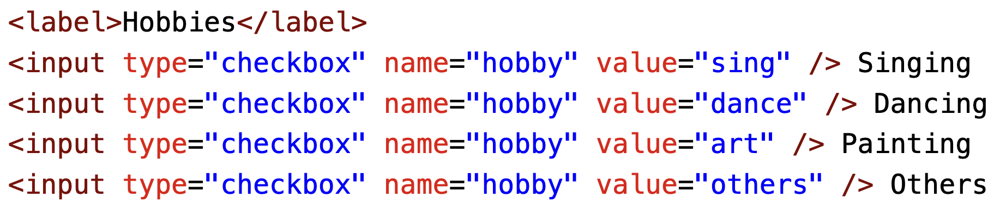 <label>Hobbies</label>
<input type="checkbox" name="hobby" value="sing" /> Singing
<input type="checkbox" name="hobby" value="dance" /> Dancing
<input type="checkbox" name="hobby" value="art" /> Painting
<input type="checkbox" name="hobby" value="others" /> Others